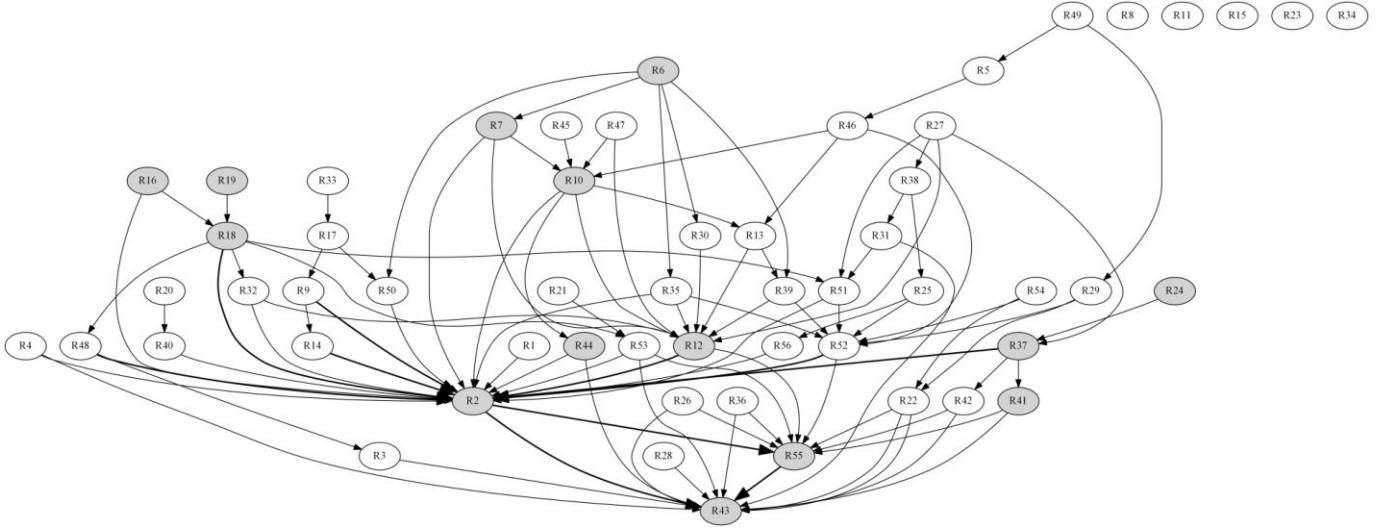 R49 R8 R11 R15 R23 R34
R6 R5
R7 R45 R47 R46 R27
R16 R19 R33 R10 R38
R18 R17 R30 R13 R31
R20 R32 R9 R50 R21 R35 R39 R51 R25 R54 R29 R24
R4 R48 R40 R14 R1 R44 R53 R12 R56 R52 R37
R2 R26 R36 R22 R42 R41
R3 R28 R55
R43